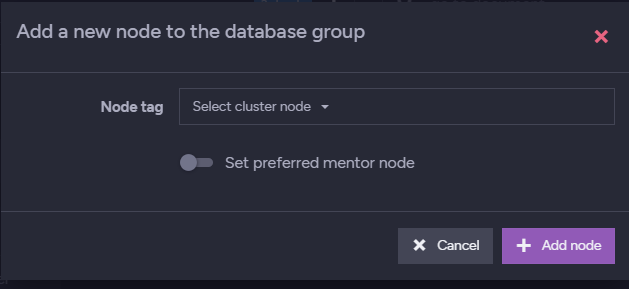 Add a new node to the database group
Node tag
Select cluster node
Set preferred mentor node
Cancel
Add node